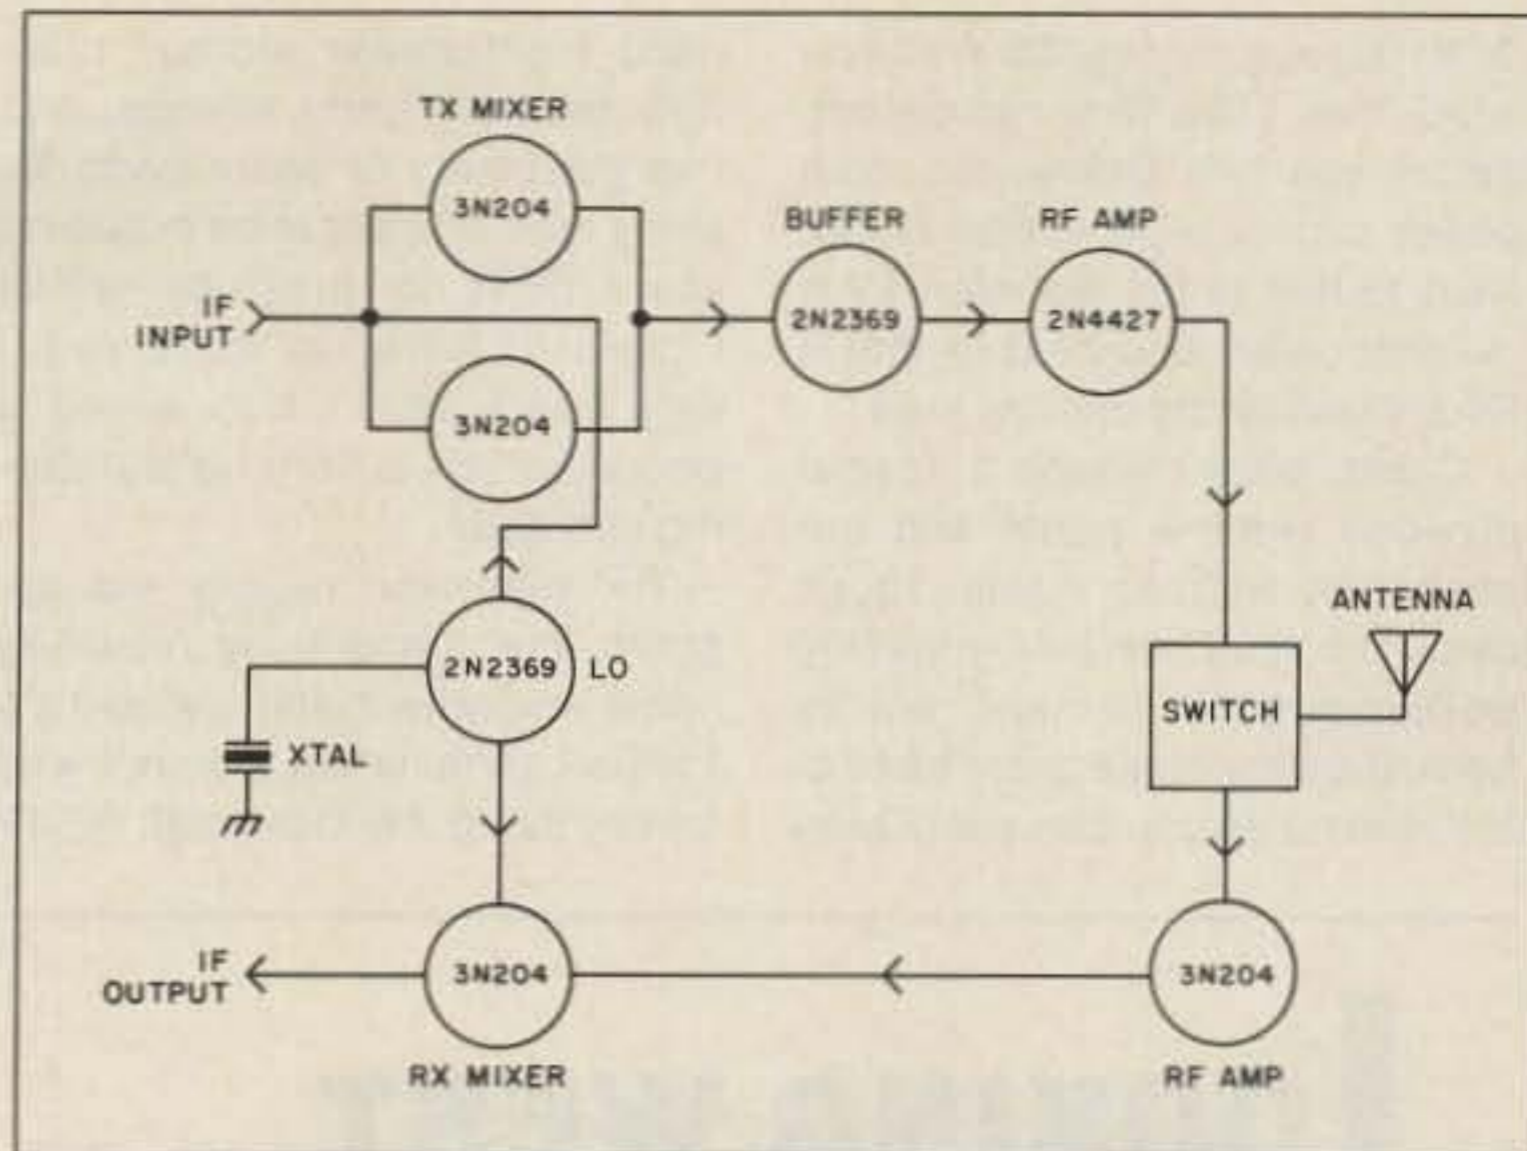 TX MIXER
3N204
BUFFER
RF AMP
IF
INPUT
2N2369
2N4427
3N204
ANTENNA
2N2369
LO
SWITCH
XTAL
IF
OUTPUT
3N204
3N204
RX MIXER
RF AMP